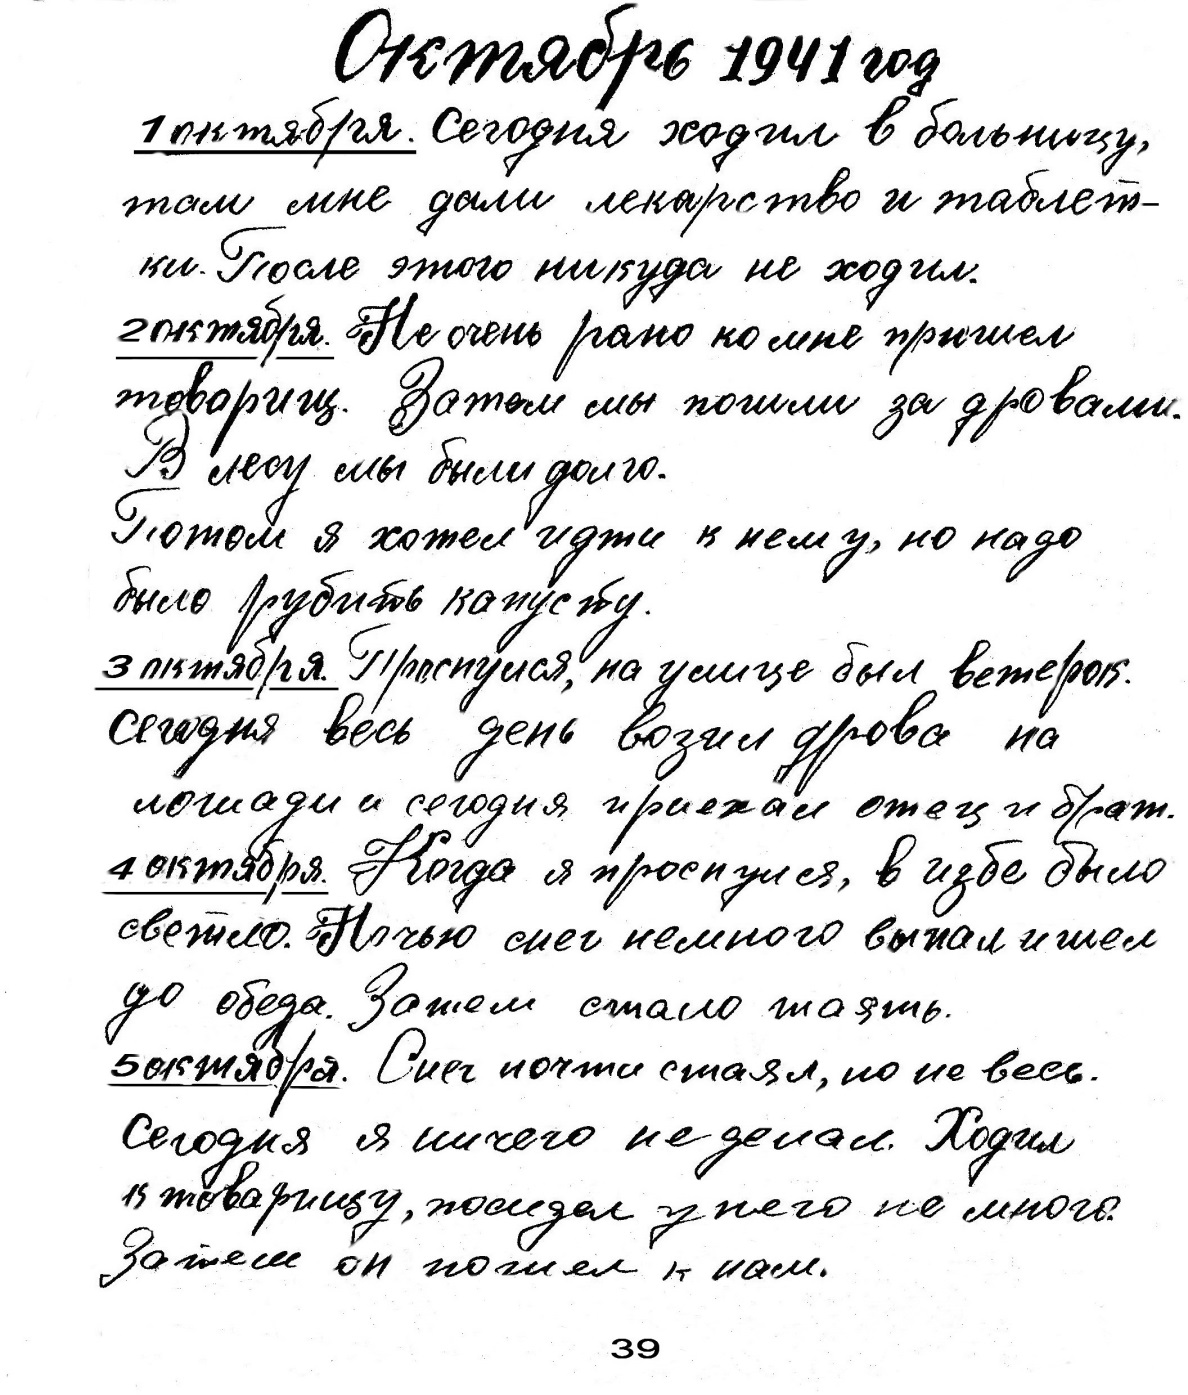 Октябрь 1941 год
1 октября. Сегодня ходил в больницу,
там мне дали лекарство и таблет-
ки. После этого никуда не ходил.
2 октября. Не очень рано ко мне пришел
товарищ. Затем мы пошли за дровами.
В лесу мы были долго.
Потом я хотел идти к нему, но надо
было рубить капусту.
3 октября. Проснулся, на улице был ветерок.
Сегодня весь день возил дрова на
лошади и сегодня приехал отец и брат.
4 октября. Когда я проснулся, в избе было
светло. Ночью снег немного выпал и шел
до обеда. Затем стало таять.
5 октября. Снег почти стаял, но не весь.
Сегодня я ничего не делал. Ходил
к товарищу, посидел у него не много.
Затем он пошел к нам.
39